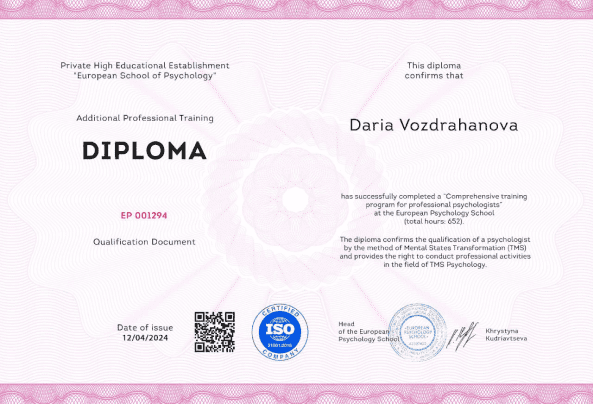 Private High Educational Establishment
"European School of Psychology"
Additional Professional Training
DIPLOMA
EP 001294
Qualification Document
Date of issue
12/04/2024
CERTIFIED
ISO
21001:2018
COMPANY
This diploma
confirms that
Daria Vozdrahanova
has successfully completed a "Comprehensive training
program for professional psychologists"
at the European Psychology School
(total hours: 652).
The diploma confirms the qualification of a psychologist
by the method of Mental States Transformation (TMS)
and provides the right to conduct professional activities
in the field of TMS Psychology.
Head
of the European
Psychology School
EUROPEAN
PSYCHOLOGY
SCHOOL
Khrystyna
Kudriavtseva